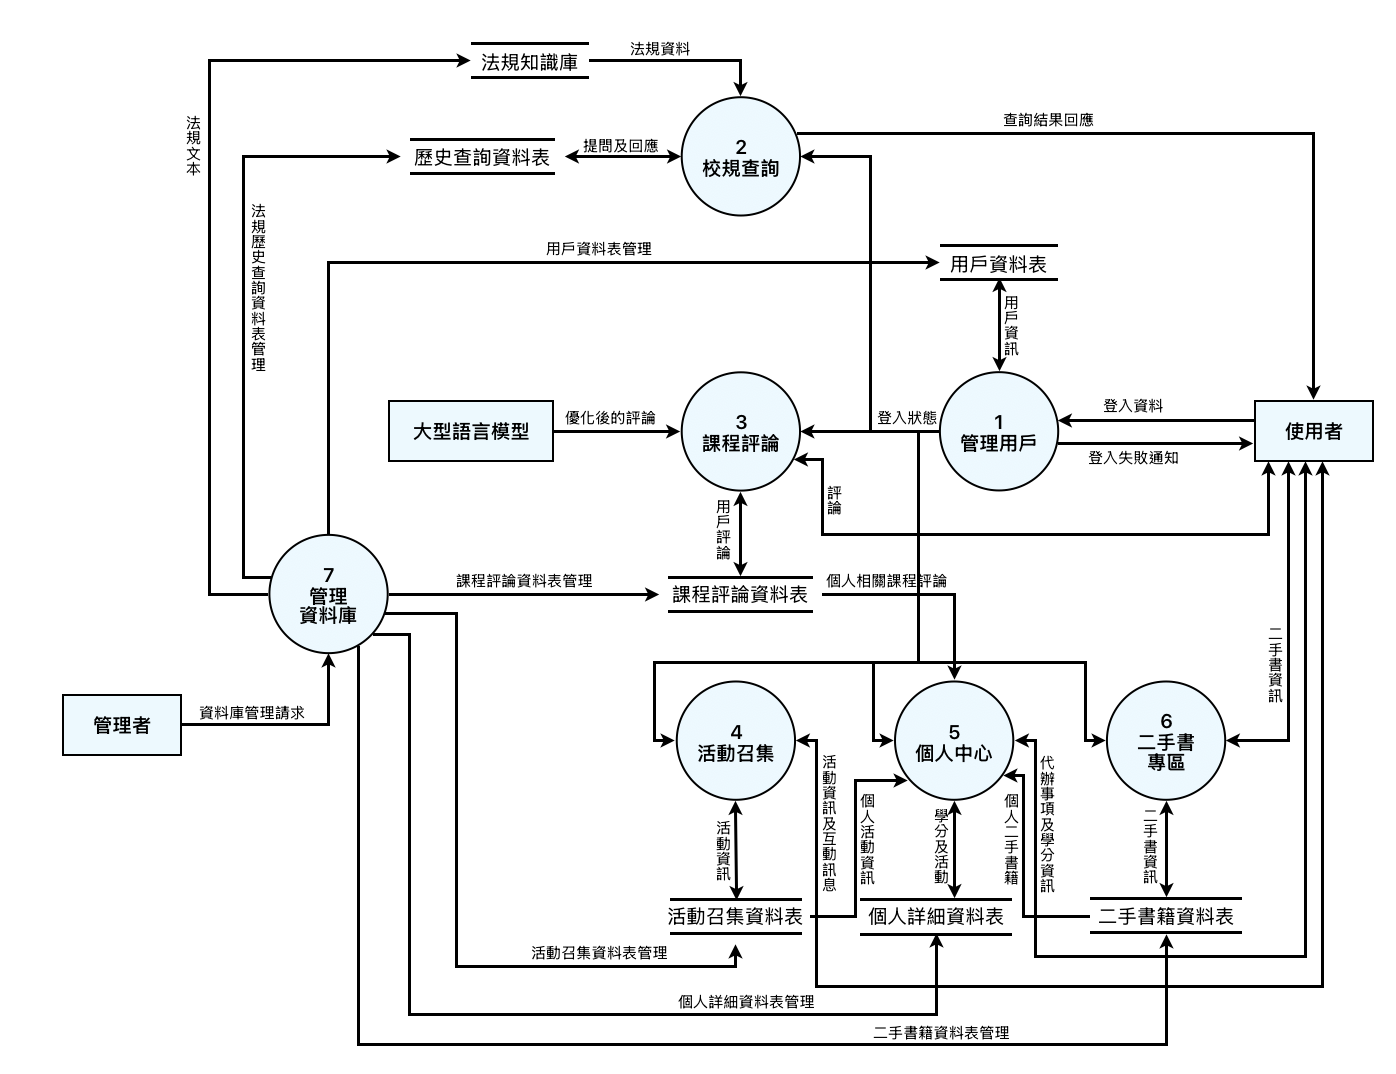 法規知識庫
法規資料
法規文本
查詢結果回應
歷史查詢資料表
提問及回應
2
校規查詢
法規歷史查詢資料表管理
用戶資料表管理
用戶資料表
用戶資訊
大型語言模型
優化後的評論
3
課程評論
登入狀態
1
管理用戶
登入資料
登入失敗通知
使用者
評論
用戶評論
7
管理
資料庫
課程評論資料表管理
課程評論資料表
個人相關課程評論
二手書資訊
管理者
資料庫管理請求
4
活動召集
5
個人中心
6
二手書
專區
活動資訊及互動訊息
代辦事項及學分資訊
個人活動資訊
個人二手書籍
活動資訊
學分及活動
二手書資訊
活動召集資料表
個人詳細資料表
二手書籍資料表
活動召集資料表管理
個人詳細資料表管理
二手書籍資料表管理